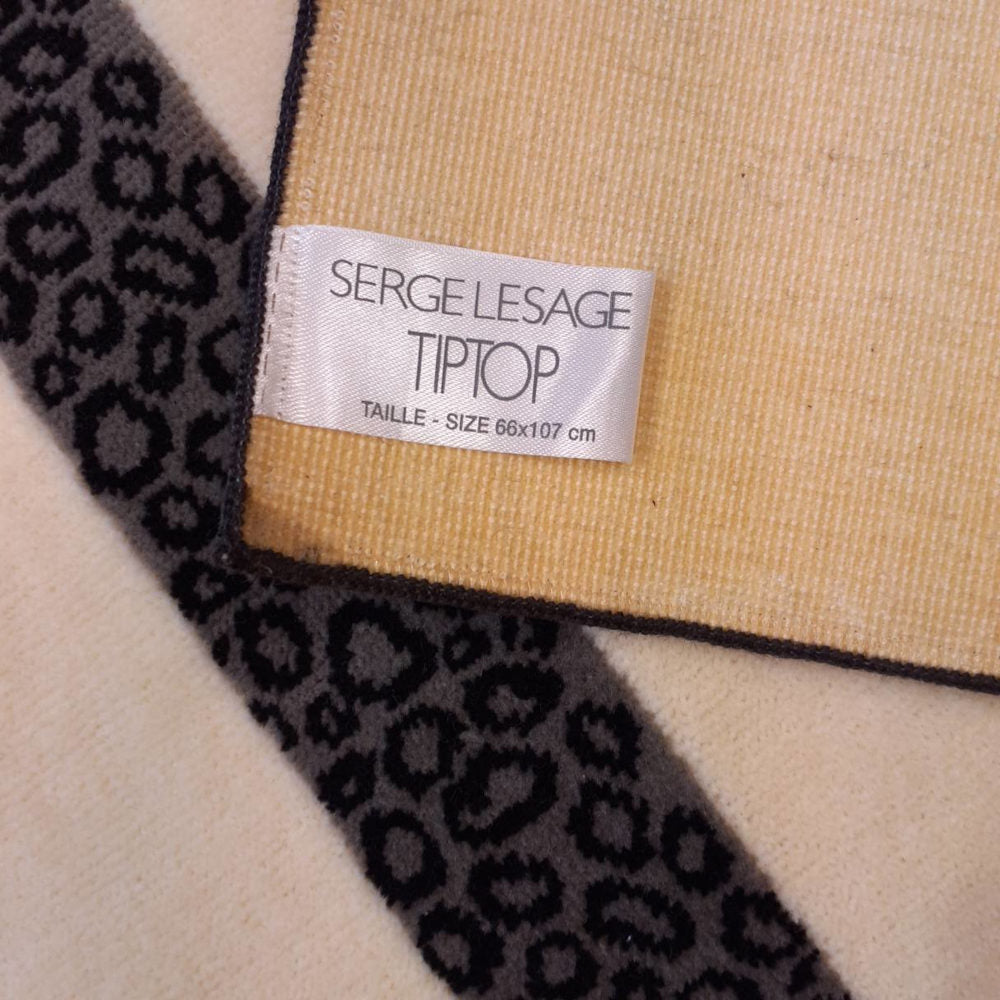 SERGE LESAGE
TIPTOP
TAILLE - SIZE 66x107 cm